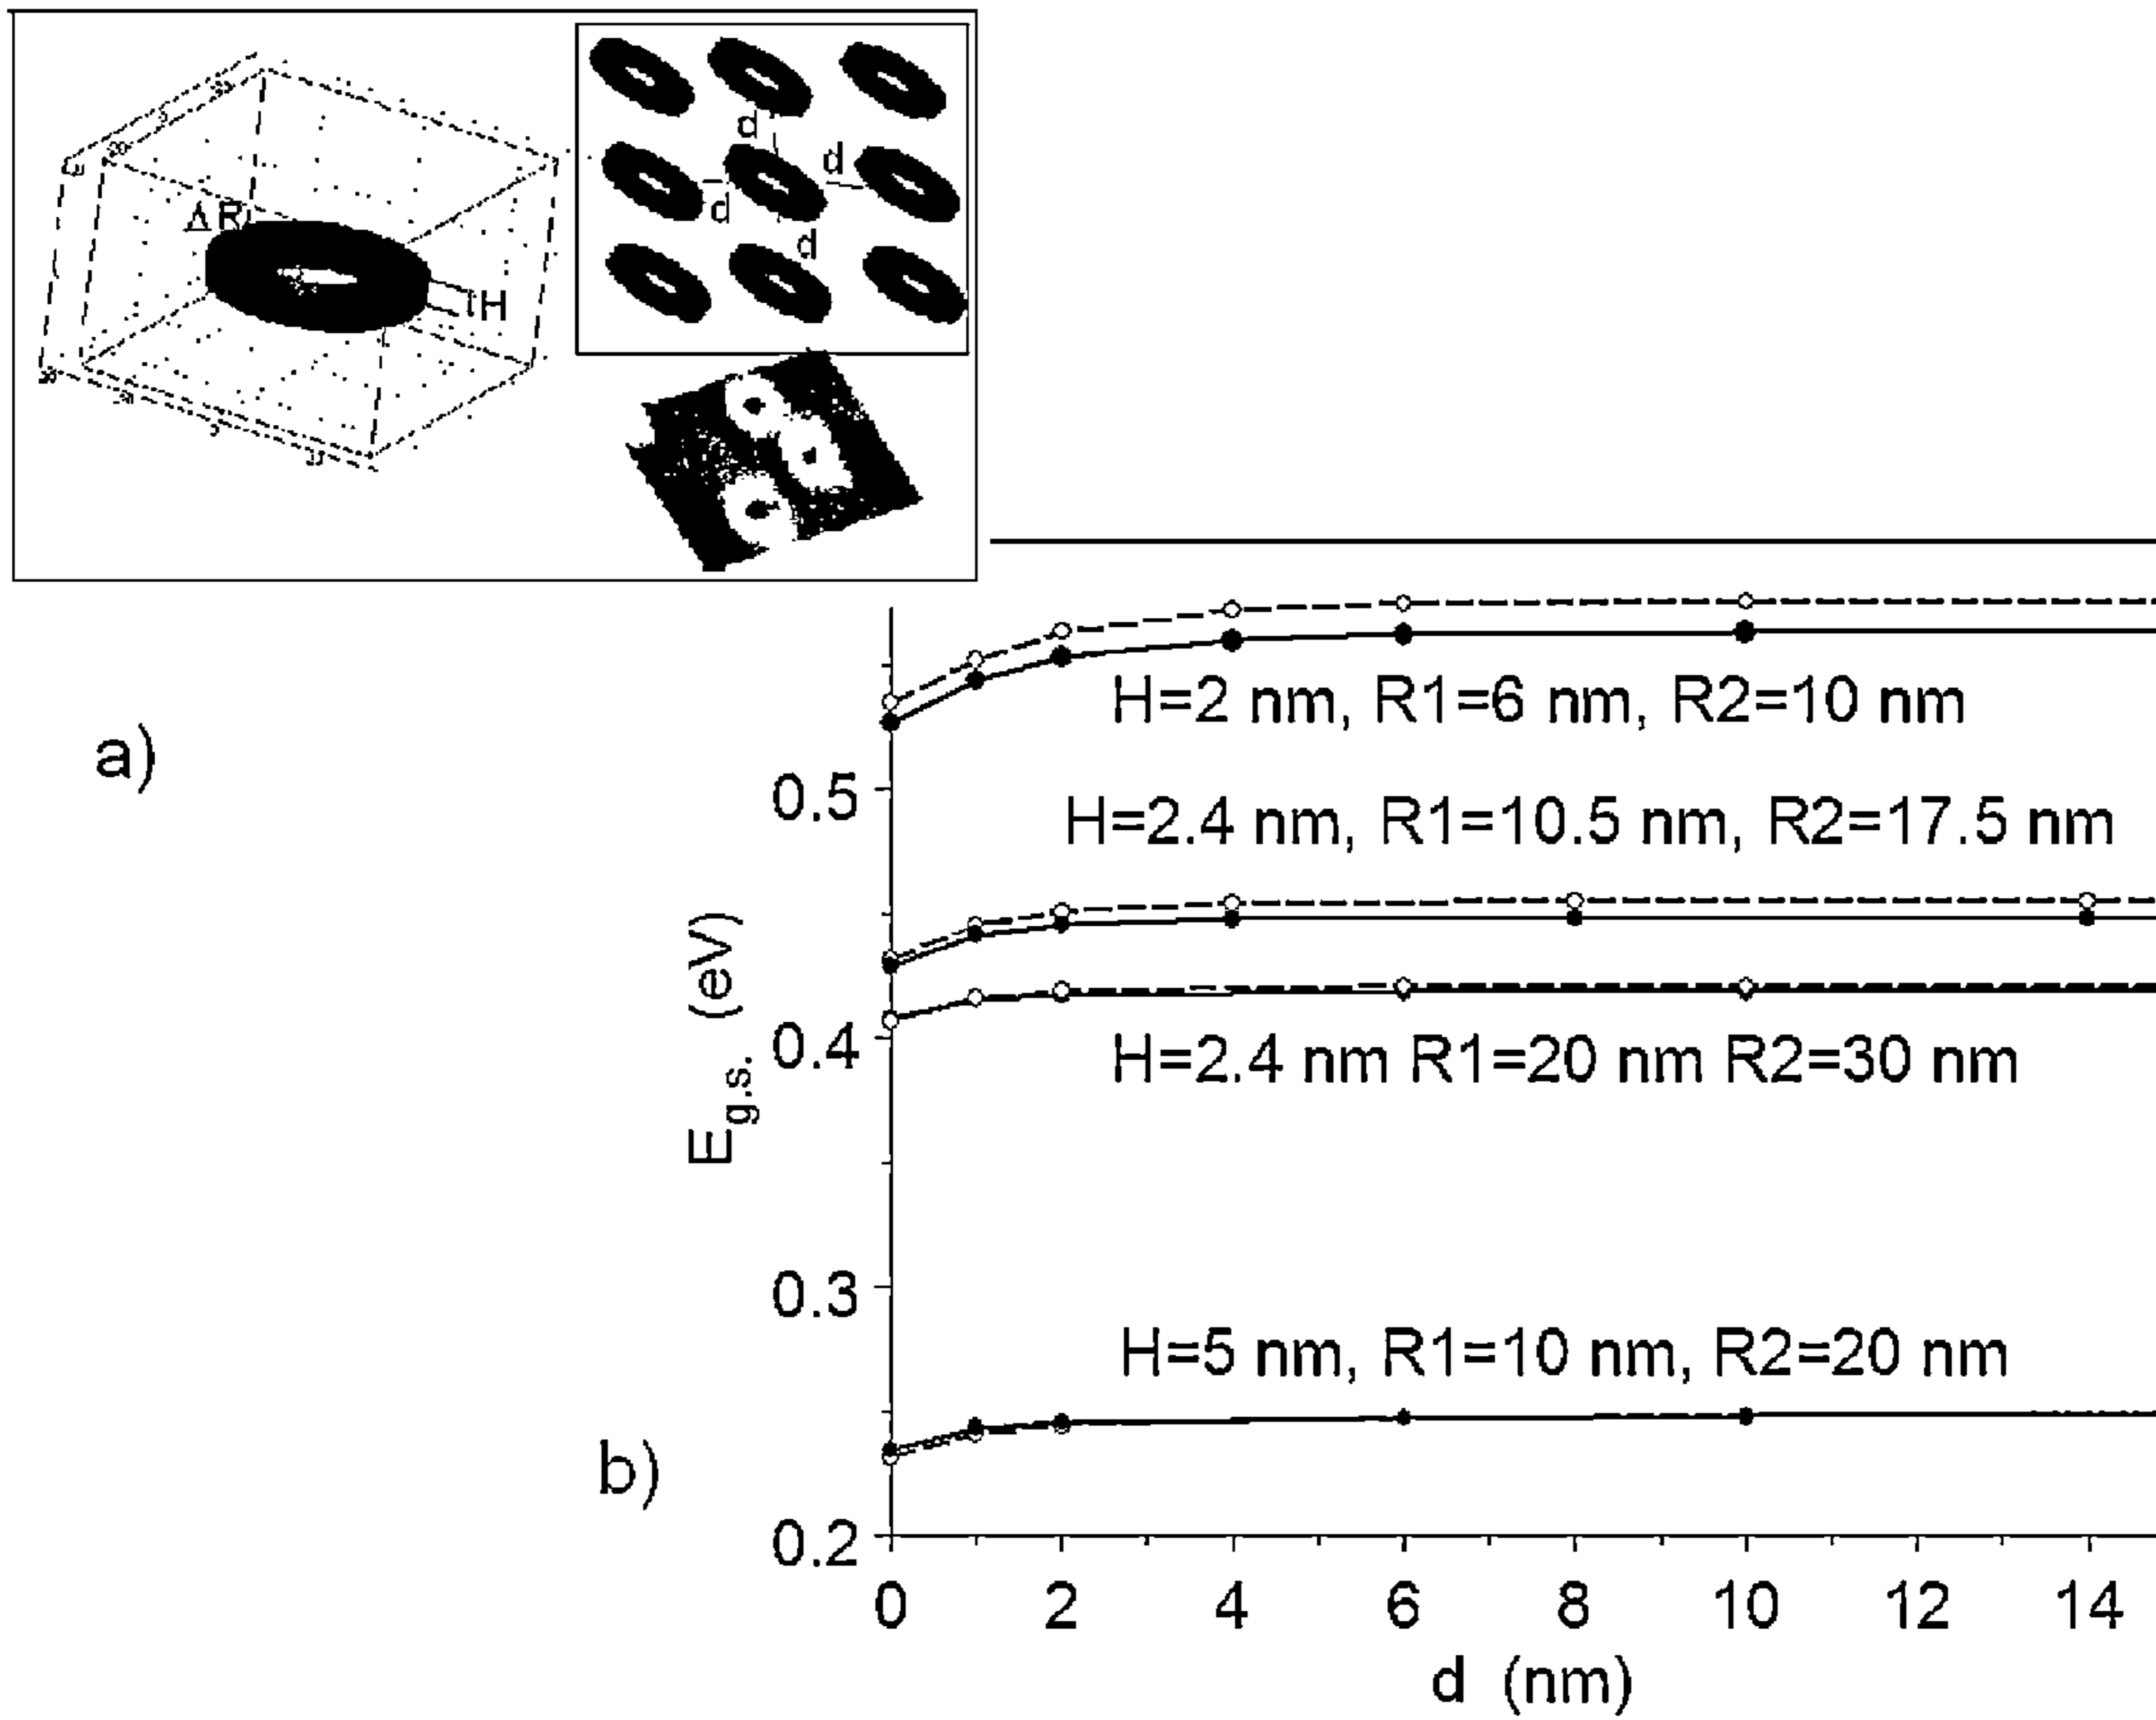 ΔR
H
d
d
d
d
a)
H=2 nm, R1=6 nm, R2=10 nm
0.5
H=2.4 nm, R1=10.5 nm, R2=17.5 nm
E g.s. (eV)
0.4
H=2.4 nm R1=20 nm R2=30 nm
0.3
H=5 nm, R1=10 nm, R2=20 nm
b)
0.2
0 2 4 6 8 10 12 14
d (nm)